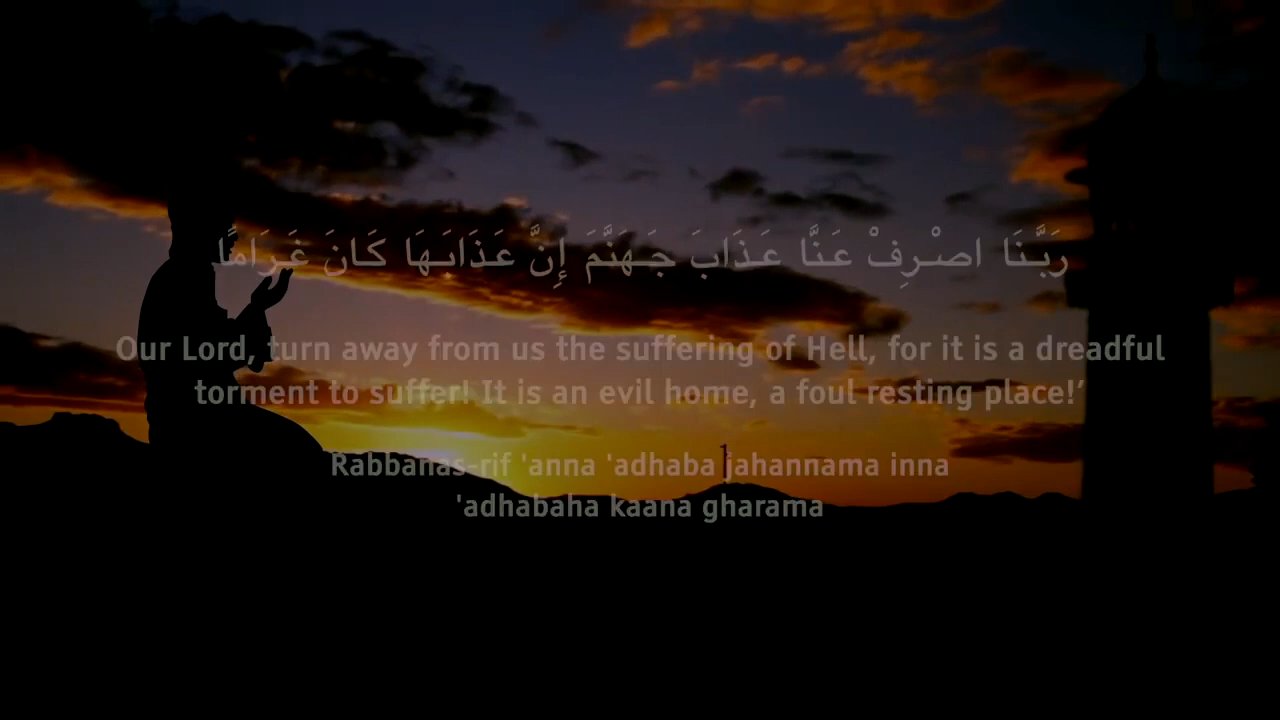 رَبَّنَا اصْرِفْ عَنَّا عَذَابَ جَهَنَّمَ إِنَّ عَذَابَهَا كَانَ غَرَامًا
Our Lord, turn away from us the suffering of Hell, for it is a dreadful
torment to suffer! It is an evil home, a foul resting place!’
Rabbanas-rif 'anna 'adhaba jahannama inna
'adhabaha kaana gharama